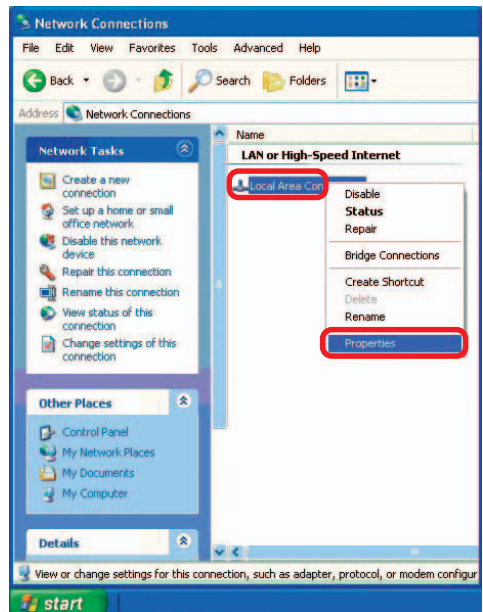 Network Connections
File Edit View Favorites Tools Advanced Help
Back Search Folders
Address Network Connections
Network Tasks
Create a new
connection
Set up a home or small
office network
Disable this network
device
Repair this connection
Rename this connection
View status of this
connection
Change settings of this
connection
Other Places
Control Panel
My Network Places
My Documents
My Computer
Details
Name
LAN or High-Speed Internet
Local Area Con
Disable
Status
Repair
Bridge Connections
Create Shortcut
Delete
Rename
Properties
View or change settings for this connection, such as adapter, protocol, or modem configur
start